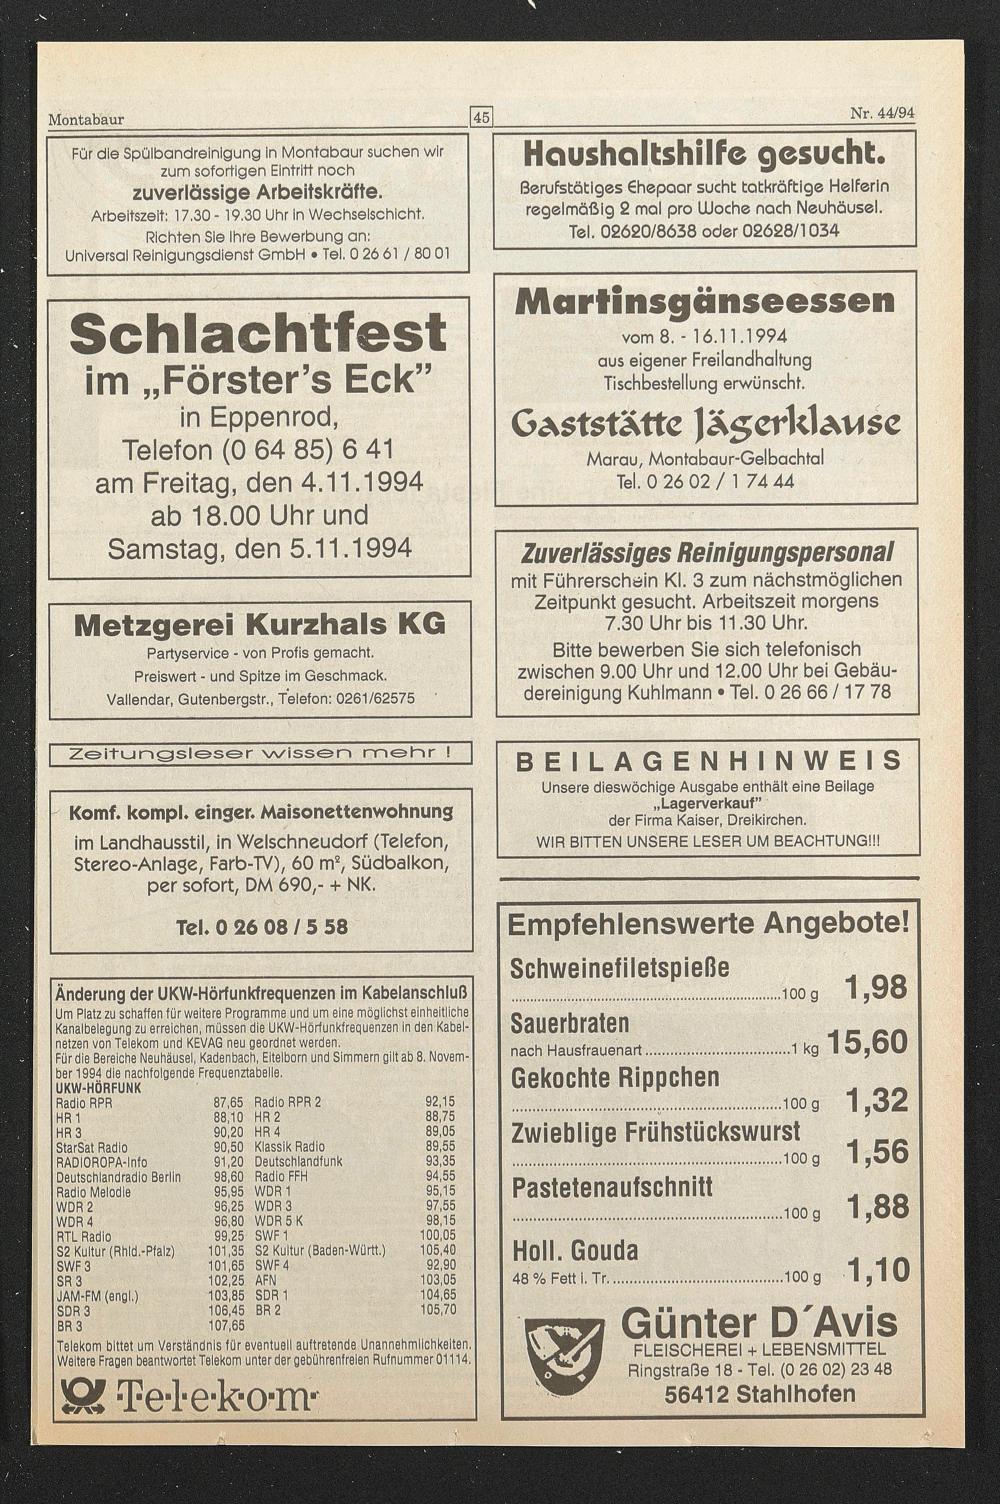 Montabaur
45
Nr. 44/94
Für die Spülbandreinigung in Montabaur suchen wir
zum sofortigen Eintritt noch
zuverlässige Arbeitskräfte.
Arbeitszeit: 17.30 - 19.30 Uhr in Wechselschicht.
Richten Sie Ihre Bewerbung an:
Universal Reinigungsdienst GmbH • Tel. 0 26 61 / 80 01
Schlachtfest
im „Förster's Eck"
in Eppenrod,
Telefon (0 64 85) 6 41
am Freitag, den 4.11.1994
ab 18.00 Uhr und
Samstag, den 5.11.1994
Metzgerei Kurzhals KG
Partyservice - von Profis gemacht.
Preiswert - und Spitze im Geschmack.
Vallendar, Gutenbergstr., Telefon: 0261/62575
Zeitungsleser wissen mehr !
Komf. kompl. einger. Maisonettenwohnung
im Landhausstil, in Welschneudorf (Telefon,
Stereo-Anlage, Farb-TV), 60 m², Südbalkon,
per sofort, DM 690,- + NK.
Tel. 0 26 08 / 5 58
Änderung der UKW-Hörfunkfrequenzen im Kabelanschluß
Um Platz zu schaffen für weitere Programme und um eine möglichst einheitliche
Kanalbelegung zu erreichen, müssen die UKW-Hörfunkfrequenzen in den Kabel-
netzen von Telekom und KEVAG neu geordnet werden.
Für die Bereiche Neuhäusel, Kadenbach, Eitelborn und Simmern gilt ab 8. Novem-
ber 1994 die nachfolgende Frequenztabelle.
UKW-HÖRFUNK
Radio RPR 87,65 Radio RPR 2 92,15
HR 1 88,10 HR 2 88,75
HR 3 90,20 HR 4 89,05
StarSat Radio 90,50 Klassik Radio 89,55
RADIOROPA-Info 91,20 Deutschlandfunk 93,35
Deutschlandradio Berlin 98,60 Radio FFH 94,55
Radio Melodie 95,95 WDR 1 95,15
WDR 2 96,25 WDR 3 97,55
WDR 4 96,80 WDR 5 K 98,15
RTL Radio 99,25 SWF 1 100,05
S2 Kultur (Rhld.-Pfalz) 101,35 S2 Kultur (Baden-Württ.) 105,40
SWF 3 101,65 SWF 4 92,90
SR 3 102,25 AFN 103,05
JAM-FM (engl.) 103,85 SDR 1 104,65
SDR 3 106,45 BR 2 105,70
BR 3 107,65
Telekom bittet um Verständnis für eventuell auftretende Unannehmlichkeiten.
Weitere Fragen beantwortet Telekom unter der gebührenfreien Rufnummer 01114.
Telekom
Haushaltshilfe gesucht.
Berufstätiges Ehepaar sucht tatkräftige Helferin
regelmäßig 2 mal pro Woche nach Neuhäusel.
Tel. 02620/8638 oder 02628/1034
Martinsgänseessen
vom 8. - 16.11.1994
aus eigener Freilandhaltung
Tischbestellung erwünscht.
Gaststätte Jägerklause
Marau, Montabaur-Gelbachtal
Tel. 0 26 02 / 1 74 44
Zuverlässiges Reinigungspersonal
mit Führerschein Kl. 3 zum nächstmöglichen
Zeitpunkt gesucht. Arbeitszeit morgens
7.30 Uhr bis 11.30 Uhr.
Bitte bewerben Sie sich telefonisch
zwischen 9.00 Uhr und 12.00 Uhr bei Gebäu-
dereinigung Kuhlmann • Tel. 0 26 66 / 17 78
BEILAGENHINWEIS
Unsere dieswöchige Ausgabe enthält eine Beilage
„Lagerverkauf"
der Firma Kaiser, Dreikirchen.
WIR BITTEN UNSERE LESER UM BEACHTUNG!!!
Empfehlenswerte Angebote!
Schweinefiletspieße
........100 g 1,98
Sauerbraten
nach Hausfrauenart........1 kg 15,60
Gekochte Rippchen
........100 g 1,32
Zwieblige Frühstückswurst
........100 g 1,56
Pastetenaufschnitt
........100 g 1,88
Holl. Gouda
48 % Fett i. Tr.........100 g 1,10
Günter D´Avis
FLEISCHEREI + LEBENSMITTEL
Ringstraße 18 - Tel. (0 26 02) 23 48
56412 Stahlhofen